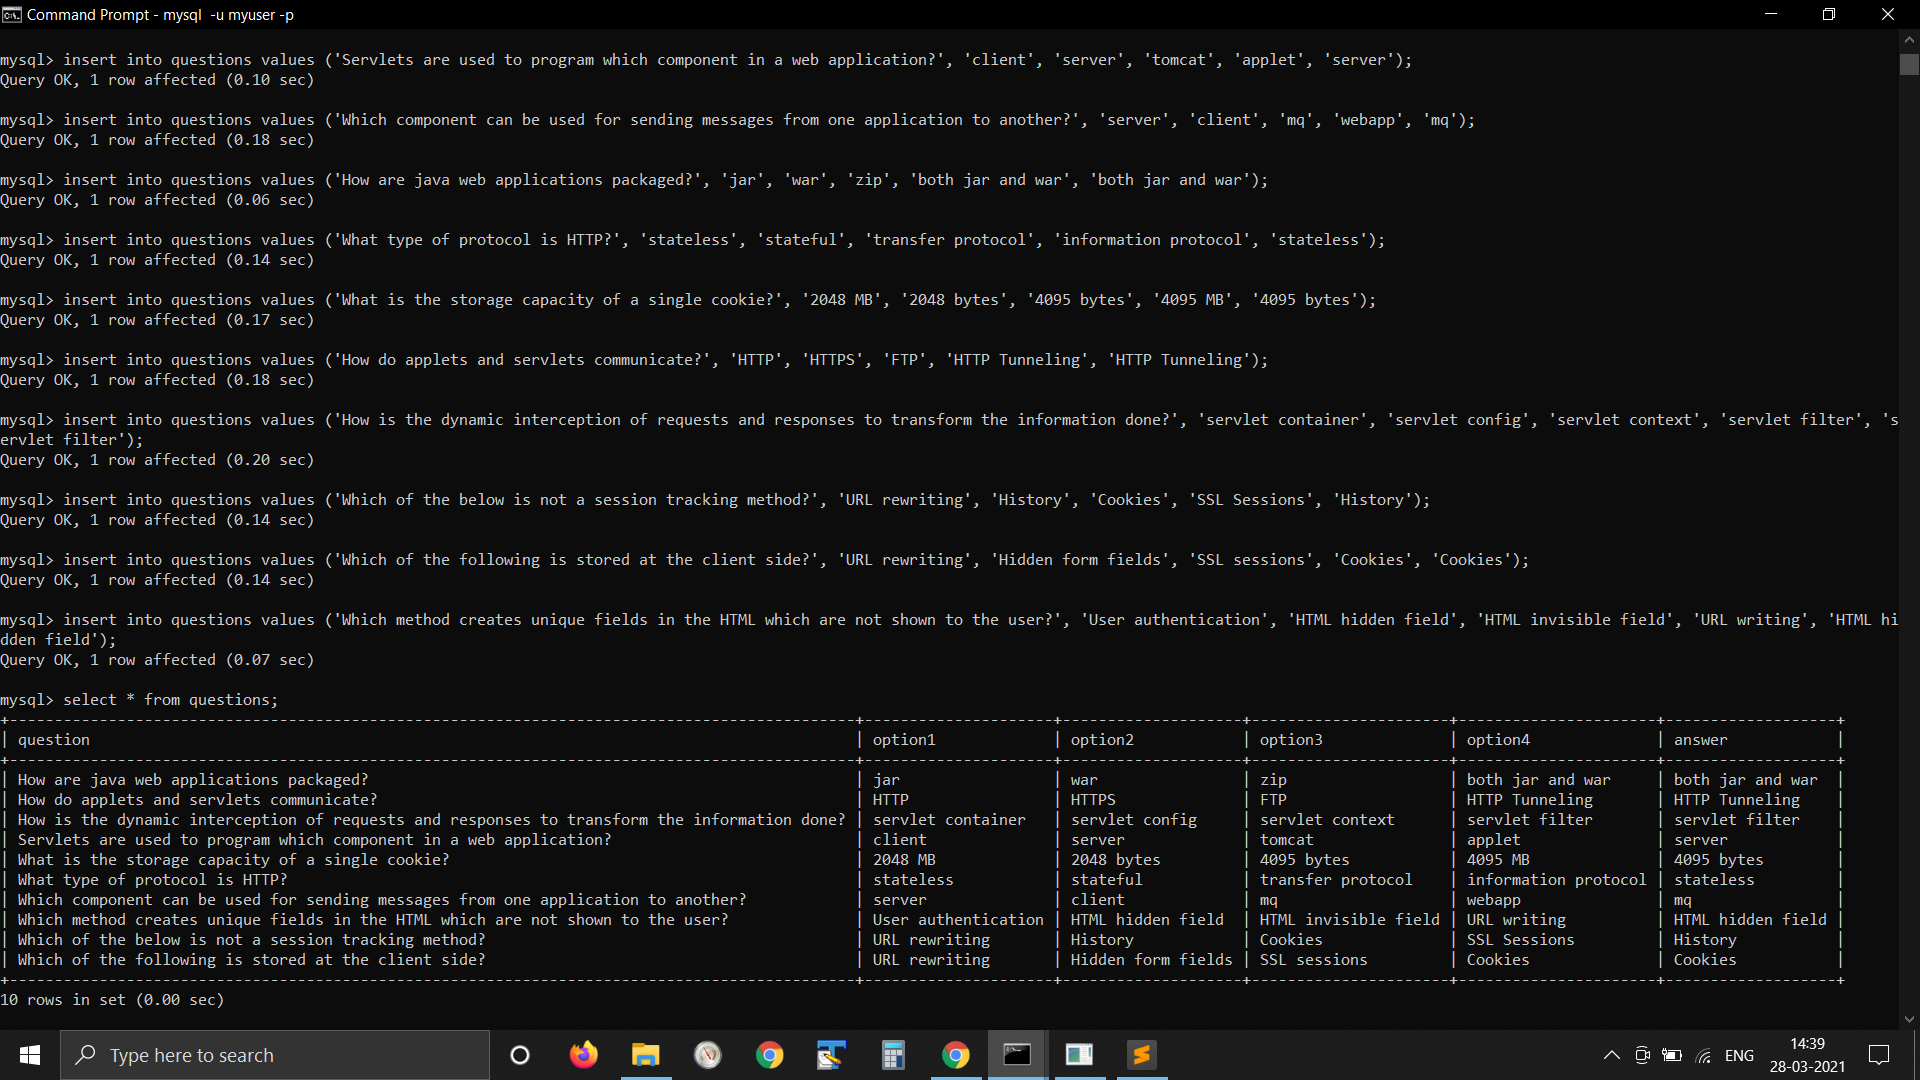 Command Prompt - mysql  -u myuser -p
mysql> insert into questions values ('Servlets are used to program which component in a web application?', 'client', 'server', 'tomcat', 'applet', 'server');
Query OK, 1 row affected (0.10 sec)
mysql> insert into questions values ('Which component can be used for sending messages from one application to another?', 'server', 'client', 'mq', 'webapp', 'mq');
Query OK, 1 row affected (0.18 sec)
mysql> insert into questions values ('How are java web applications packaged?', 'jar', 'war', 'zip', 'both jar and war', 'both jar and war');
Query OK, 1 row affected (0.06 sec)
mysql> insert into questions values ('What type of protocol is HTTP?', 'stateless', 'stateful', 'transfer protocol', 'information protocol', 'stateless');
Query OK, 1 row affected (0.14 sec)
mysql> insert into questions values ('What is the storage capacity of a single cookie?', '2048 MB', '2048 bytes', '4095 bytes', '4095 MB', '4095 bytes');
Query OK, 1 row affected (0.17 sec)
mysql> insert into questions values ('How do applets and servlets communicate?', 'HTTP', 'HTTPS', 'FTP', 'HTTP Tunneling', 'HTTP Tunneling');
Query OK, 1 row affected (0.18 sec)
mysql> insert into questions values ('How is the dynamic interception of requests and responses to transform the information done?', 'servlet container', 'servlet config', 'servlet context', 'servlet filter', 's
ervlet filter');
Query OK, 1 row affected (0.20 sec)
mysql> insert into questions values ('Which of the below is not a session tracking method?', 'URL rewriting', 'History', 'Cookies', 'SSL Sessions', 'History');
Query OK, 1 row affected (0.14 sec)
mysql> insert into questions values ('Which of the following is stored at the client side?', 'URL rewriting', 'Hidden form fields', 'SSL sessions', 'Cookies', 'Cookies');
Query OK, 1 row affected (0.14 sec)
mysql> insert into questions values ('Which method creates unique fields in the HTML which are not shown to the user?', 'User authentication', 'HTML hidden field', 'HTML invisible field', 'URL writing', 'HTML hi
dden field');
Query OK, 1 row affected (0.07 sec)
mysql> select * from questions;
| question | option1 | option2 | option3 | option4 | answer |
| How are java web applications packaged? | jar | war | zip | both jar and war | both jar and war |
| How do applets and servlets communicate? | HTTP | HTTPS | FTP | HTTP Tunneling | HTTP Tunneling |
| How is the dynamic interception of requests and responses to transform the information done? | servlet container | servlet config | servlet context | servlet filter | servlet filter |
| Servlets are used to program which component in a web application? | client | server | tomcat | applet | server |
| What is the storage capacity of a single cookie? | 2048 MB | 2048 bytes | 4095 bytes | 4095 MB | 4095 bytes |
| What type of protocol is HTTP? | stateless | stateful | transfer protocol | information protocol | stateless |
| Which component can be used for sending messages from one application to another? | server | client | mq | webapp | mq |
| Which method creates unique fields in the HTML which are not shown to the user? | User authentication | HTML hidden field | HTML invisible field | URL writing | HTML hidden field |
| Which of the below is not a session tracking method? | URL rewriting | History | Cookies | SSL Sessions | History |
| Which of the following is stored at the client side? | URL rewriting | Hidden form fields | SSL sessions | Cookies | Cookies |
10 rows in set (0.00 sec)
Type here to search
ENG
14:39
28-03-2021